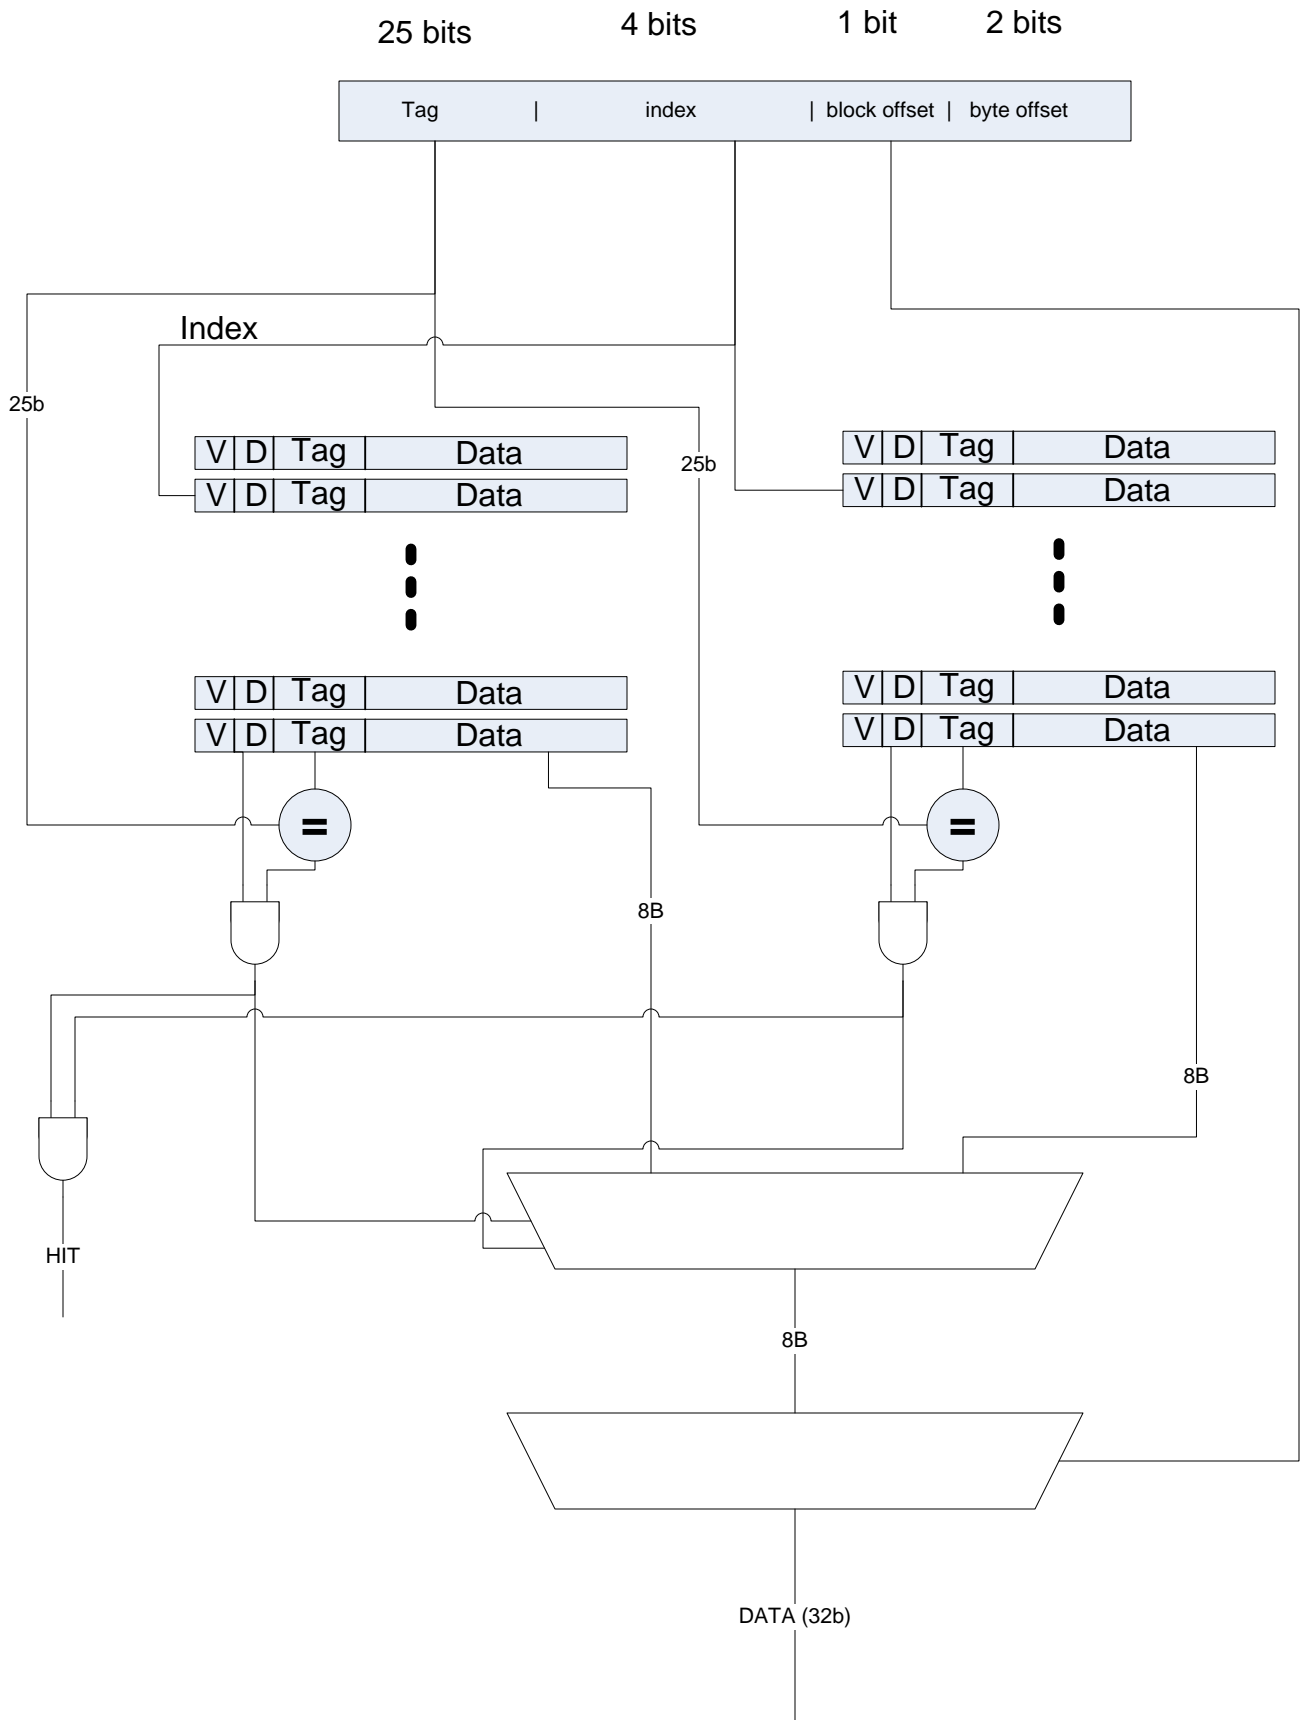 25 bits 4 bits 1 bit 2 bits
Tag | index | block offset | byte offset
Index
25b
25b
V D Tag Data
V D Tag Data
V D Tag Data
V D Tag Data
V D Tag Data
V D Tag Data
V D Tag Data
V D Tag Data
= =
8B
8B
HIT
8B
DATA (32b)